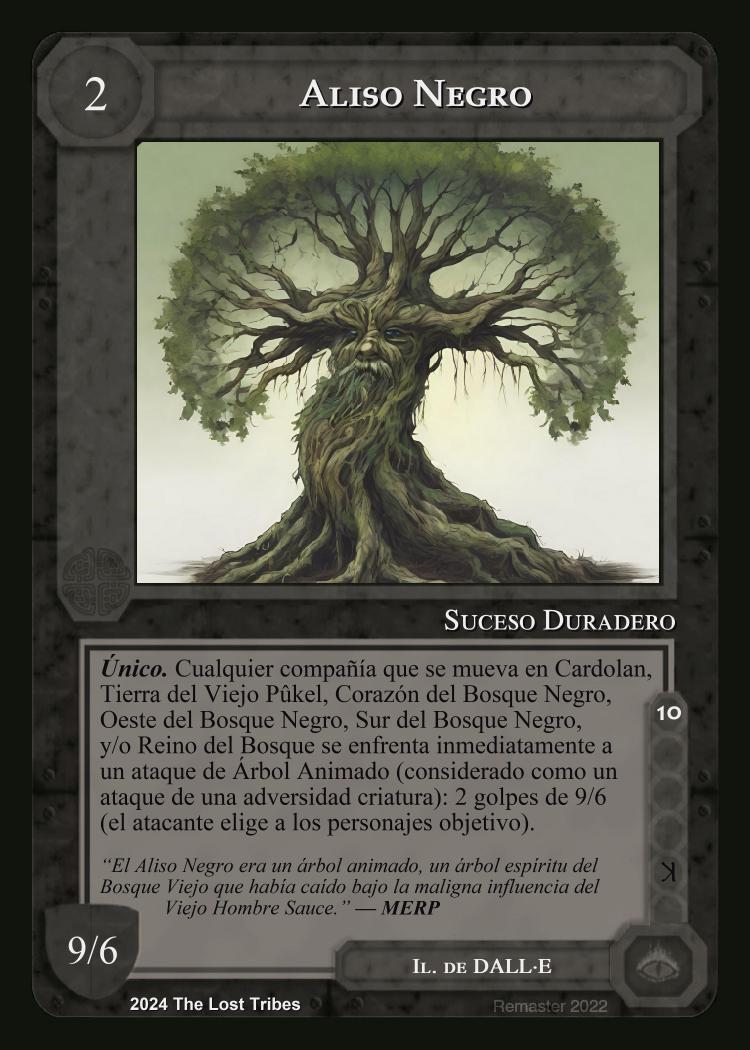 2
Aliso Negro
Suceso Duradero
Único. Cualquier compañía que se mueva en Cardolan,
Tierra del Viejo Pûkel, Corazón del Bosque Negro,
Oeste del Bosque Negro, Sur del Bosque Negro,
y/o Reino del Bosque se enfrenta inmediatamente a
un ataque de Árbol Animado (considerado como un
ataque de una adversidad criatura): 2 golpes de 9/6
(el atacante elige a los personajes objetivo).
10
“El Aliso Negro era un árbol animado, un árbol espíritu del
Bosque Viejo que había caído bajo la maligna influencia del
Viejo Hombre Sauce.” — MERP
9/6
Il. de DALL·E
2024 The Lost Tribes
Remaster 2022